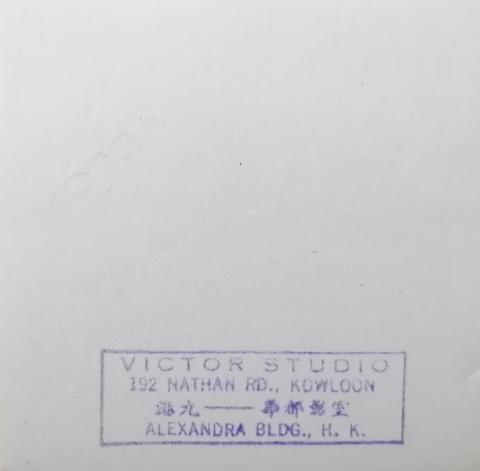 VICTOR STUDIO
192 NATHAN RD., KOWLOON
港九——華都影室
ALEXANDRA BLDG., H. K.